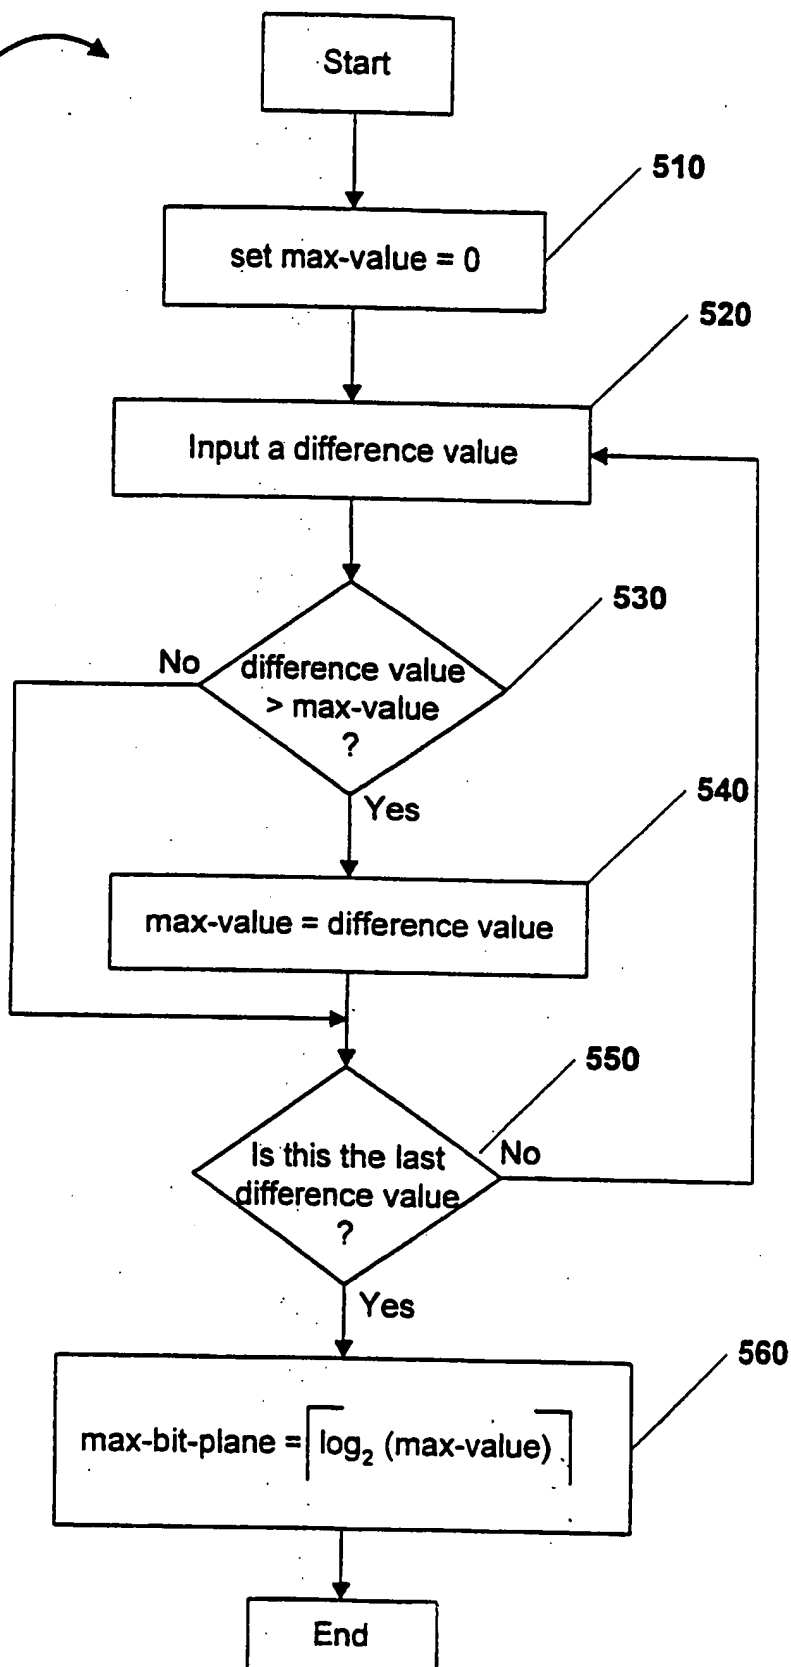 Start
510
set max-value = 0
520
Input a difference value
530
No
difference value
> max-value
?
Yes
540
max-value = difference value
550
Is this the last
difference value
?
No
Yes
560
max-bit-plane = ⌈log₂ (max-value)⌉
End